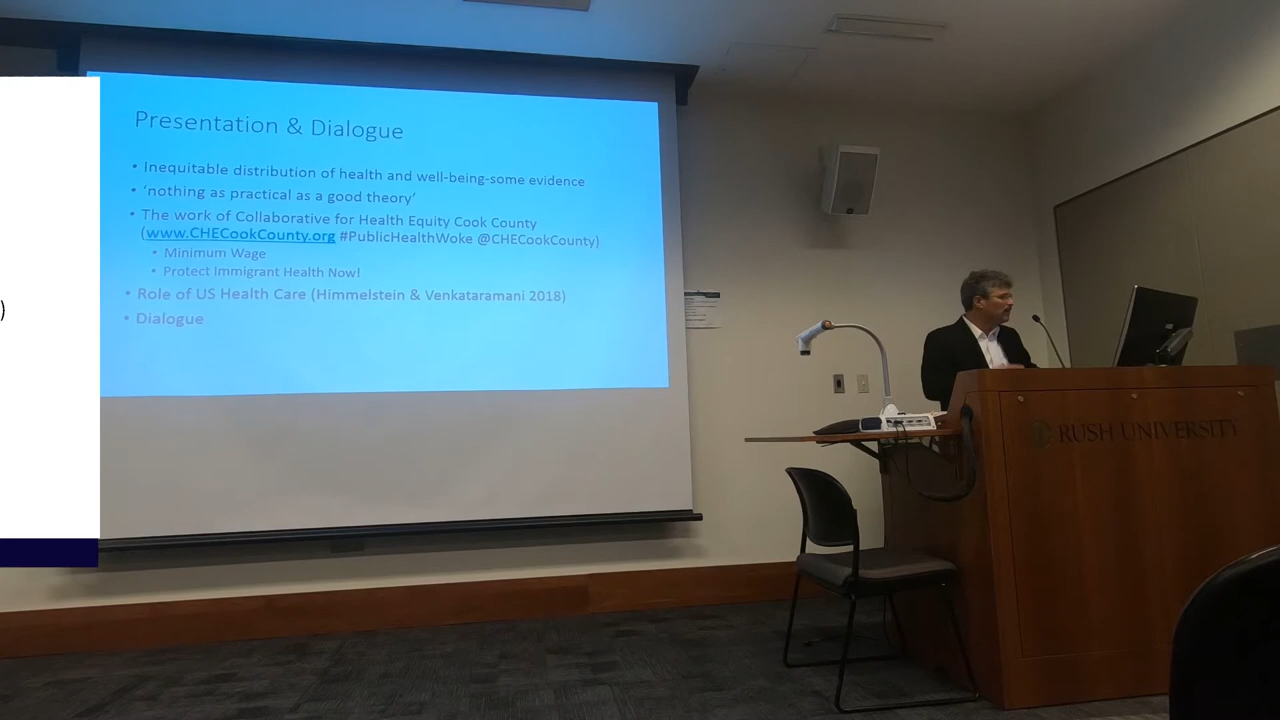 Presentation & Dialogue
• Inequitable distribution of health and well-being-some evidence
• ‘nothing as practical as a good theory’
• The work of Collaborative for Health Equity Cook County
(www.CHECookCounty.org #PublicHealthWoke @CHECookCounty)
• Minimum Wage
• Protect Immigrant Health Now!
• Role of US Health Care (Himmelstein & Venkataramani 2018)
• Dialogue
)
RUSH UNIVERSITY